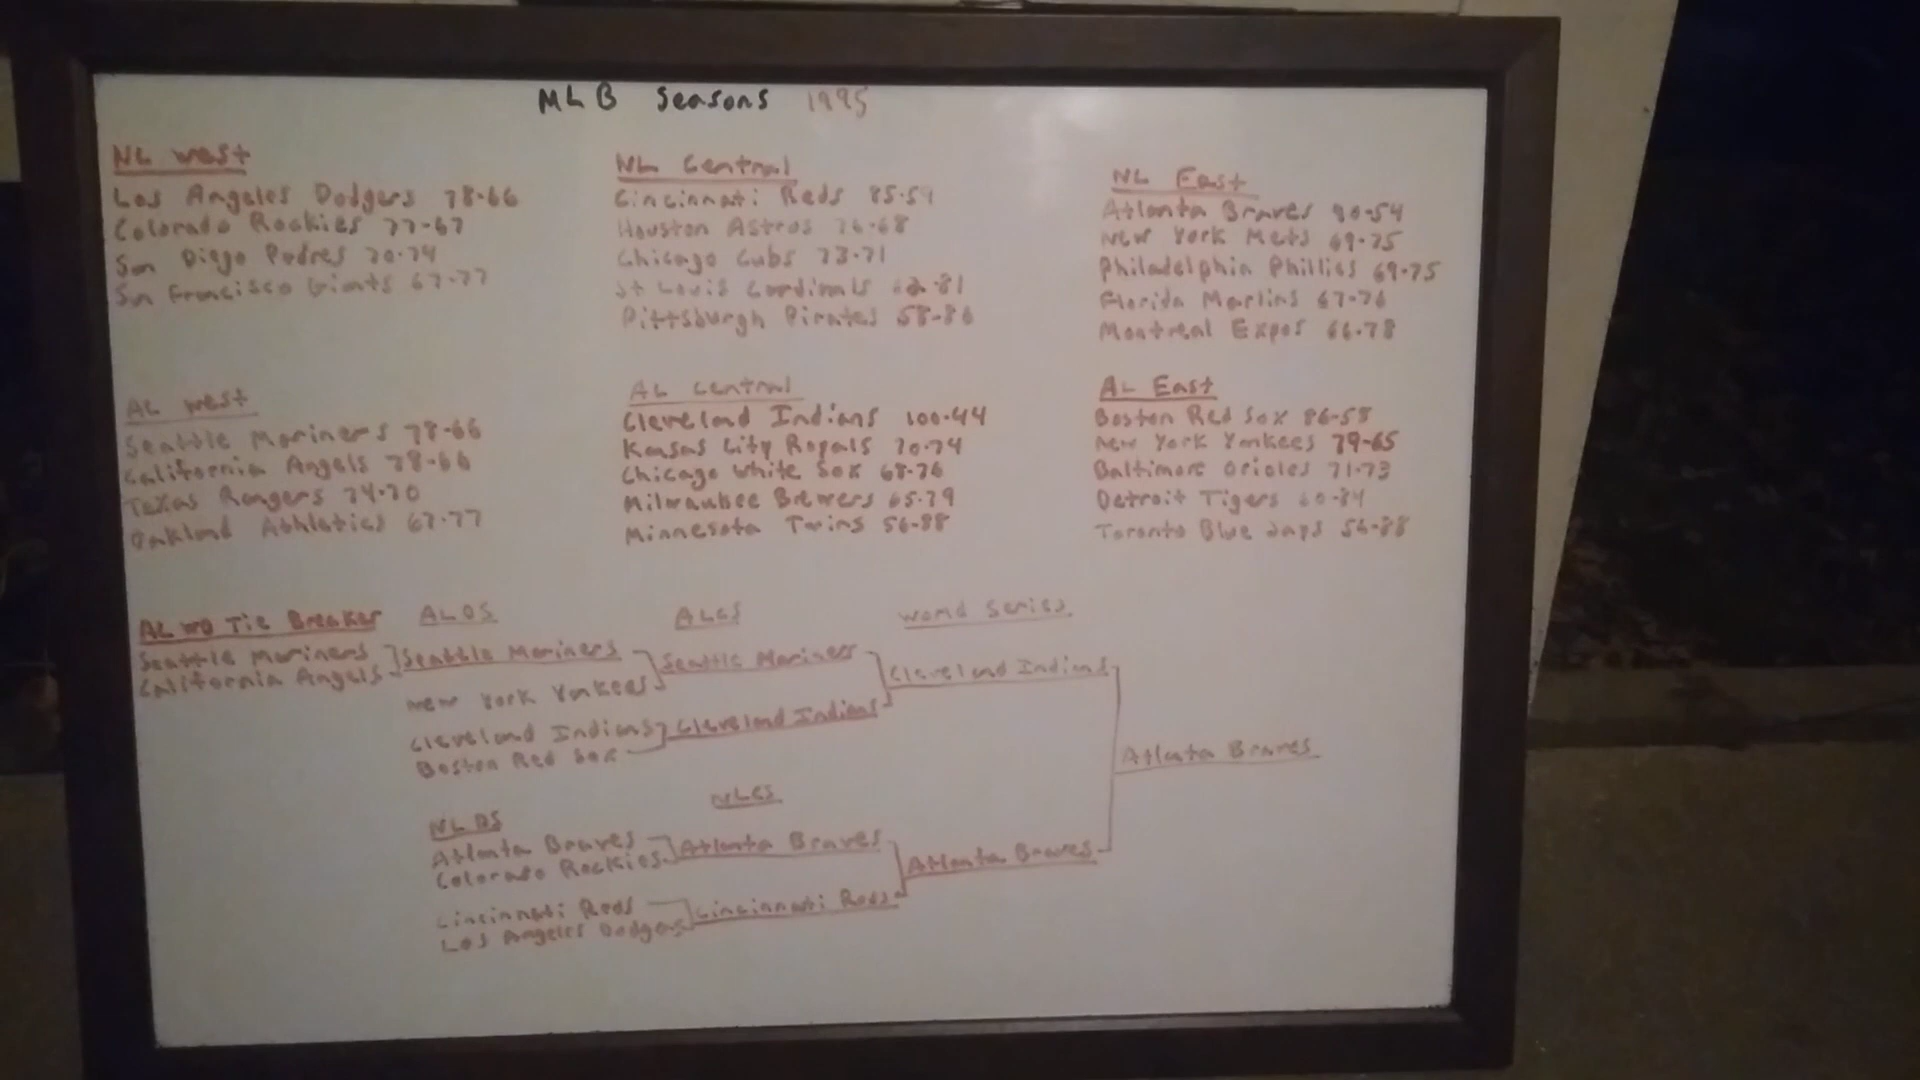 MLB Seasons 1995
NL West
Los Angeles Dodgers 78-66
Colorado Rockies 77-67
San Diego Padres 70-74
San Francisco Giants 67-77
NL Central
Cincinnati Reds 85-59
Houston Astros 76-68
Chicago Cubs 73-71
St Louis Cardinals 62-81
Pittsburgh Pirates 58-86
NL East
Atlanta Braves 90-54
New York Mets 69-75
Philadelphia Phillies 69-75
Florida Marlins 67-76
Montreal Expos 66-78
AL West
Seattle Mariners 78-66
California Angels 78-66
Texas Rangers 74-70
Oakland Athletics 67-77
AL Central
Cleveland Indians 100-44
Kansas City Royals 70-74
Chicago White Sox 68-76
Milwaukee Brewers 65-79
Minnesota Twins 56-88
AL East
Boston Red Sox 86-58
New York Yankees 79-65
Baltimore Orioles 71-73
Detroit Tigers 60-84
Toronto Blue Jays 56-88
AL WD Tie Breaker
Seattle Mariners
California Angels
ALDS
Seattle Mariners
New York Yankees
Cleveland Indians
Boston Red Sox
ALCS
Seattle Mariners
Cleveland Indians
World Series
Cleveland Indians
Atlanta Braves
NLDS
Atlanta Braves
Colorado Rockies
Cincinnati Reds
Los Angeles Dodgers
NLCS
Atlanta Braves
Cincinnati Reds
Atlanta Braves